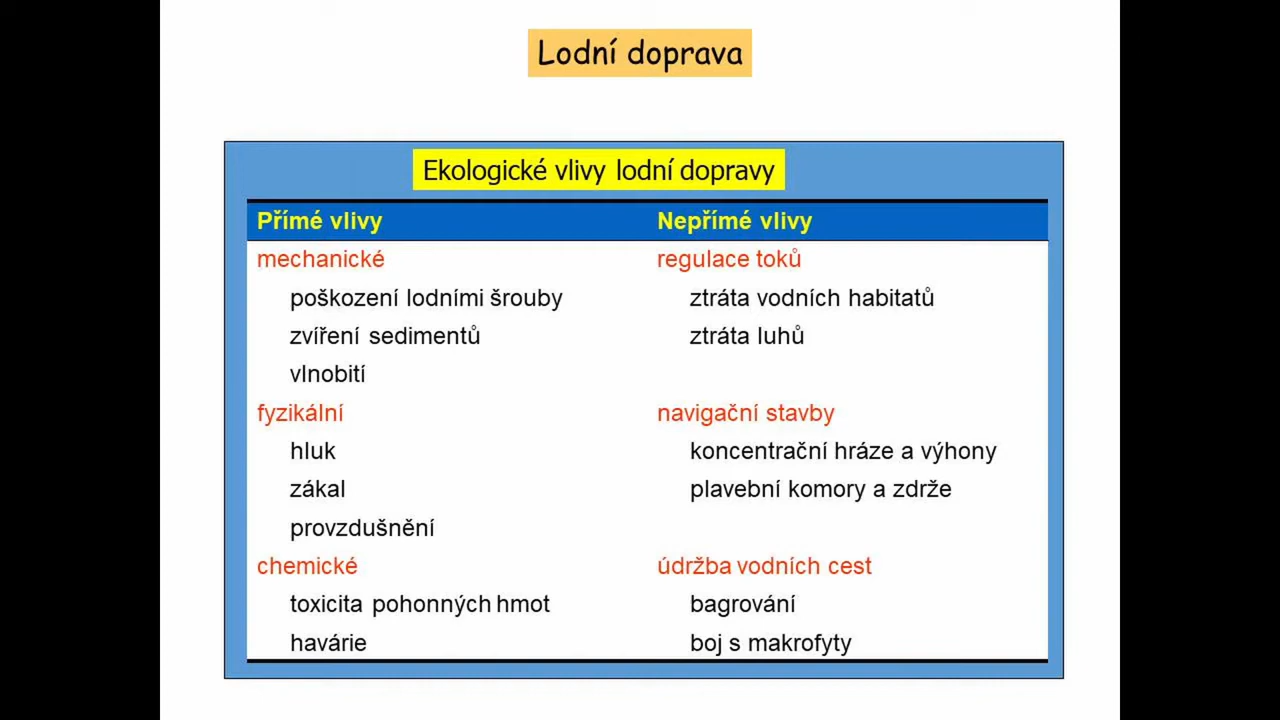 Lodní doprava
Ekologické vlivy lodní dopravy
Přímé vlivy Nepřímé vlivy
mechanické regulace toků
poškození lodními šrouby ztráta vodních habitatů
zvíření sedimentů ztráta luhů
vlnobití
fyzikální navigační stavby
hluk koncentrační hráze a výhony
zákal plavební komory a zdrže
provzdušnění
chemické údržba vodních cest
toxicita pohonných hmot bagrování
havárie boj s makrofyty